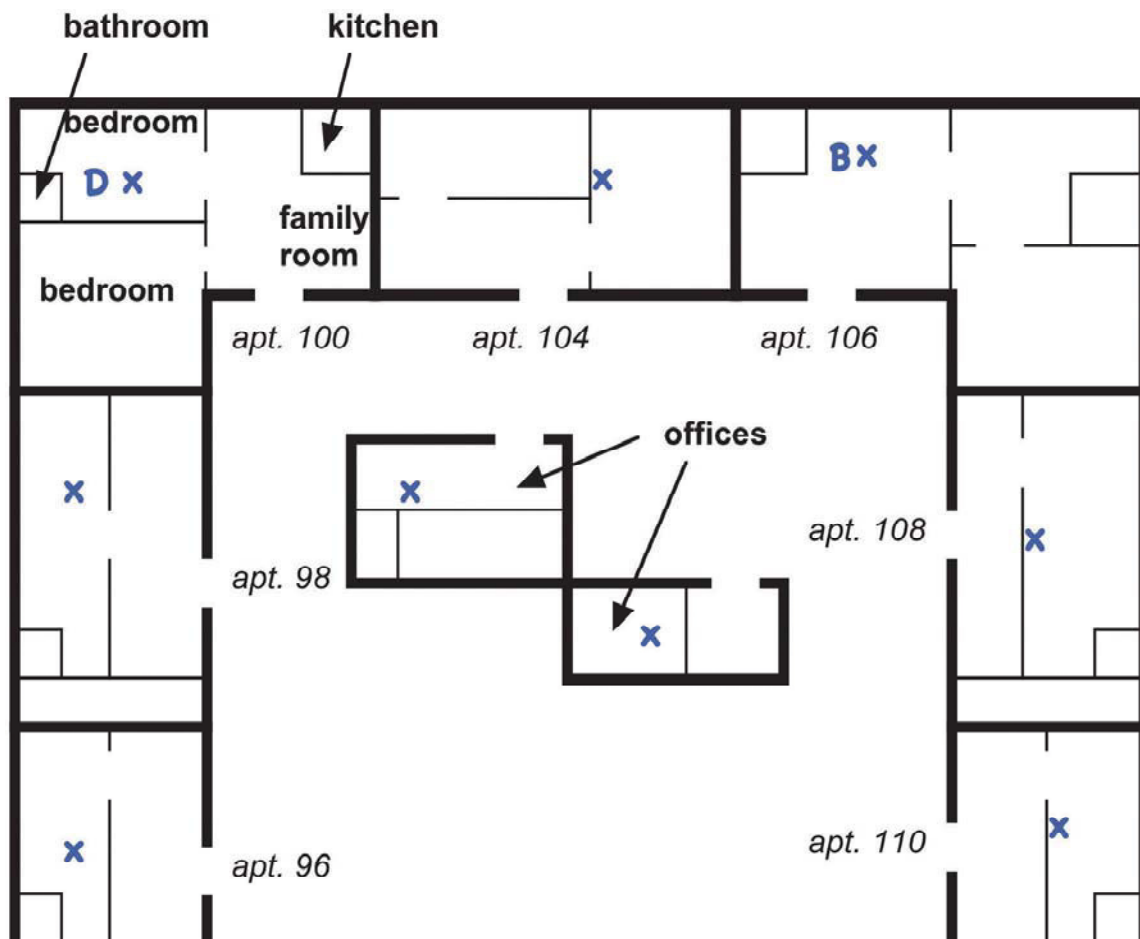 bathroom
kitchen
bedroom
D x
x
B x
family
room
bedroom
apt. 100
apt. 104
apt. 106
offices
x
x
apt. 108
x
apt. 98
x
apt. 110
x
apt. 96
x